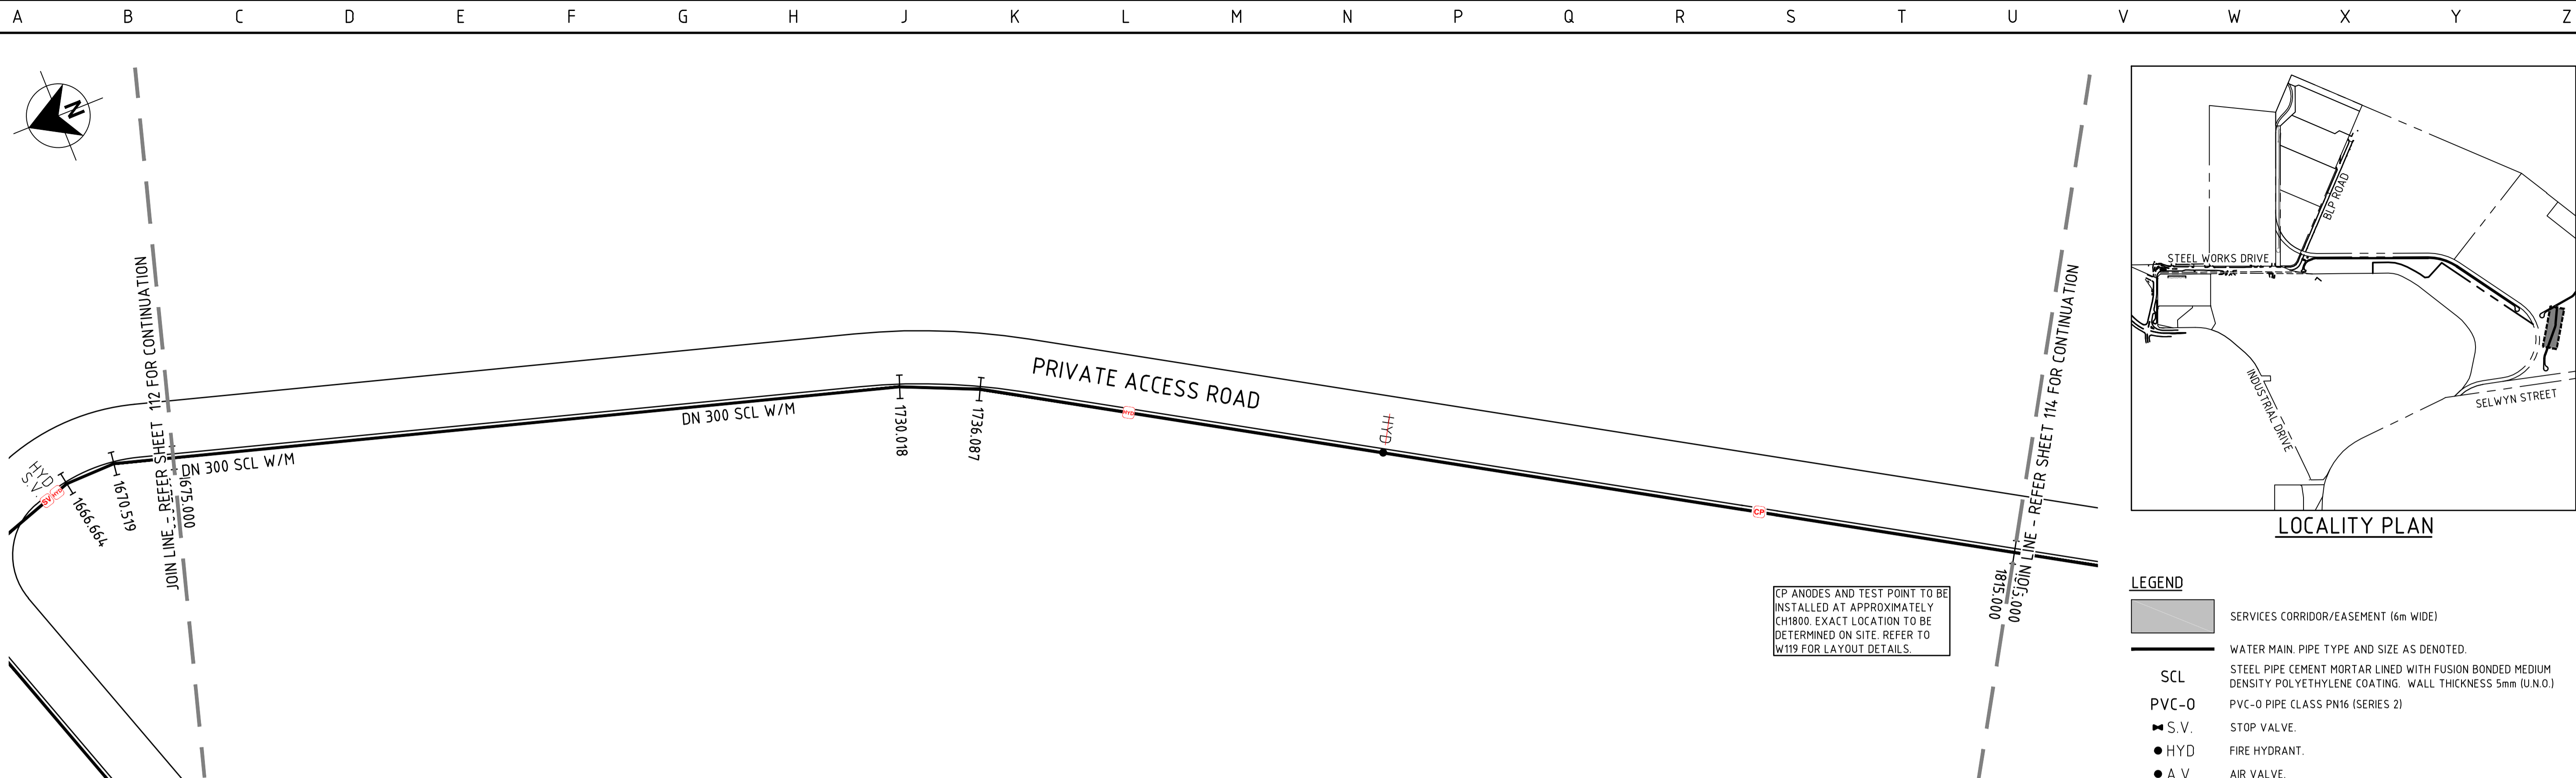 A B C D E F G H J K L M N P Q R S T U V W X Y Z
N
JOIN LINE - REFER SHEET 112 FOR CONTINUATION
HYD
S.V.
SV
HYD
1666.664
1670.519
1675.000
DN 300 SCL W/M
DN 300 SCL W/M
1730.018
1736.087
PRIVATE ACCESS ROAD
HYD
HYD
CP
CP ANODES AND TEST POINT TO BE
INSTALLED AT APPROXIMATELY
CH1800. EXACT LOCATION TO BE
DETERMINED ON SITE. REFER TO
W119 FOR LAYOUT DETAILS.
1815.000
JOIN LINE - REFER SHEET 114 FOR CONTINUATION
BLP ROAD
STEEL WORKS DRIVE
INDUSTRIAL DRIVE
SELWYN STREET
LOCALITY PLAN
LEGEND
SERVICES CORRIDOR/EASEMENT (6m WIDE)
WATER MAIN. PIPE TYPE AND SIZE AS DENOTED.
SCL STEEL PIPE CEMENT MORTAR LINED WITH FUSION BONDED MEDIUM
DENSITY POLYETHYLENE COATING. WALL THICKNESS 5mm (U.N.O.)
PVC-O PVC-O PIPE CLASS PN16 (SERIES 2)
S.V. STOP VALVE.
HYD FIRE HYDRANT.
A.V. AIR VALVE.